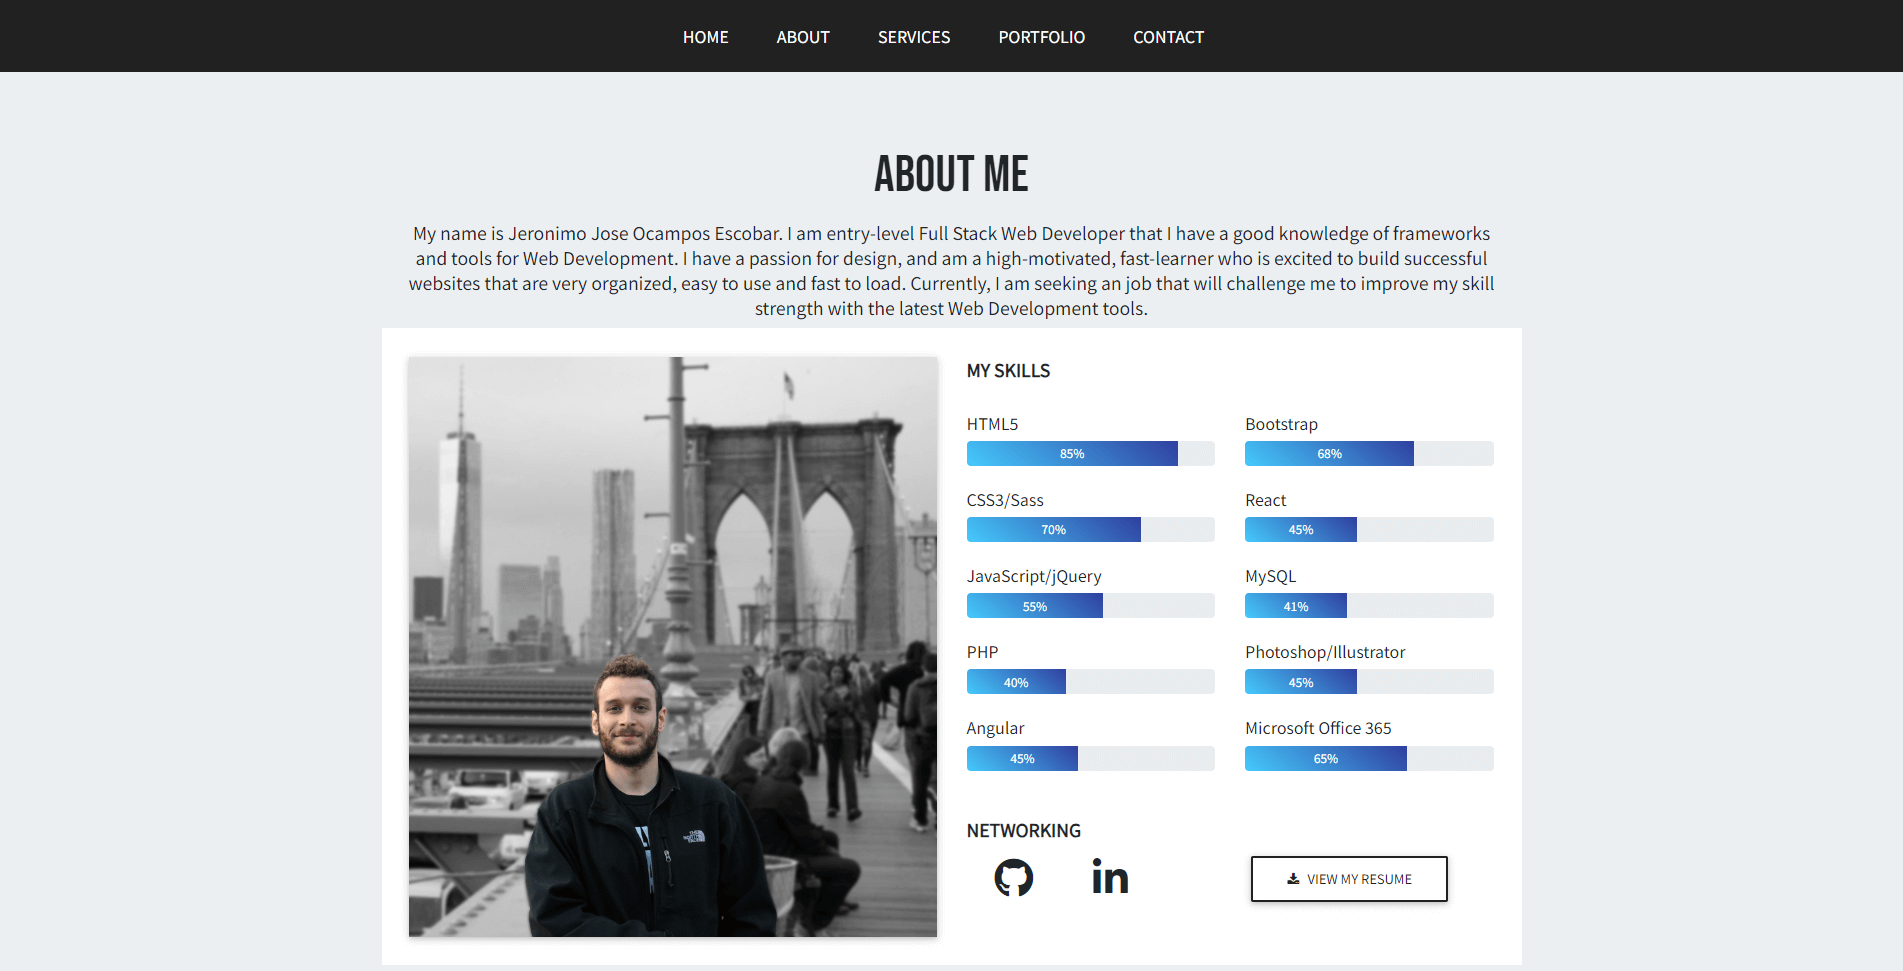 HOME ABOUT SERVICES PORTFOLIO CONTACT
ABOUT ME
My name is Jeronimo Jose Ocampos Escobar. I am entry-level Full Stack Web Developer that I have a good knowledge of frameworks
and tools for Web Development. I have a passion for design, and am a high-motivated, fast-learner who is excited to build successful
websites that are very organized, easy to use and fast to load. Currently, I am seeking an job that will challenge me to improve my skill
strength with the latest Web Development tools.
MY SKILLS
HTML5
85%
CSS3/Sass
70%
JavaScript/jQuery
55%
PHP
40%
Angular
45%
Bootstrap
68%
React
45%
MySQL
41%
Photoshop/Illustrator
45%
Microsoft Office 365
65%
NETWORKING
in
VIEW MY RESUME
THE
NORTH
FACE